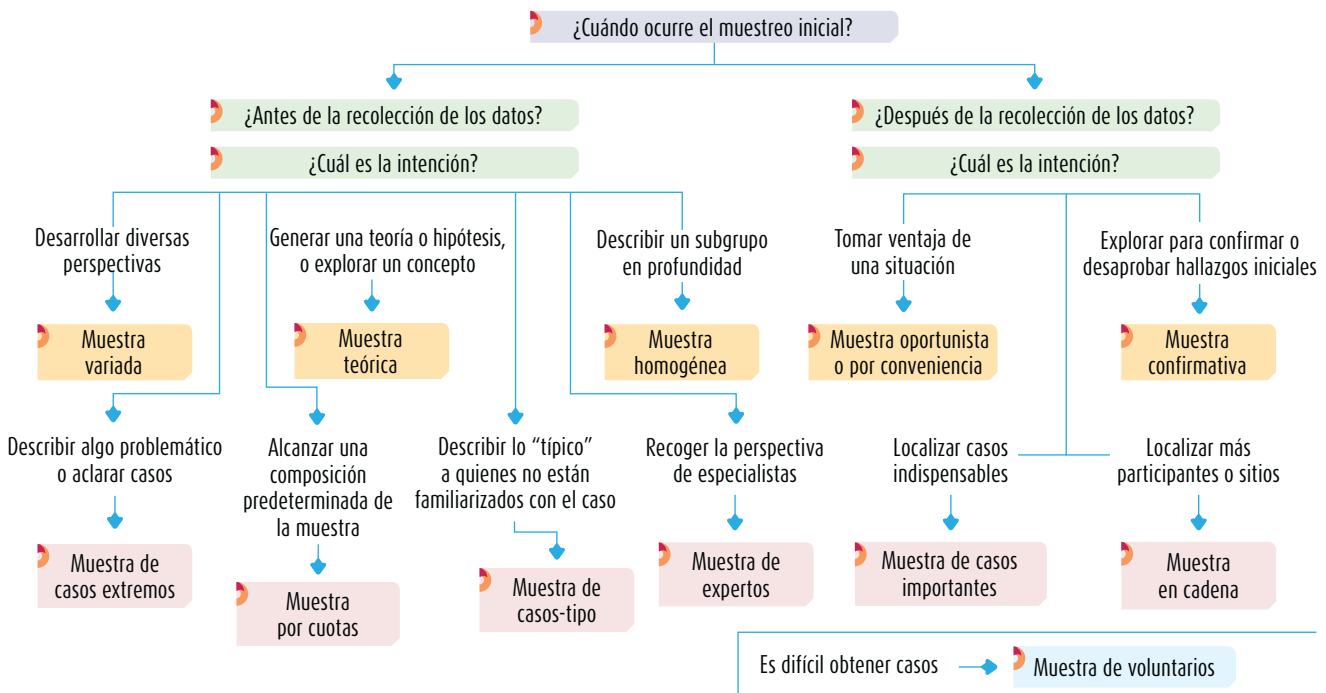 ¿Cuándo ocurre el muestreo inicial?
¿Antes de la recolección de los datos?
¿Cuál es la intención?
¿Después de la recolección de los datos?
¿Cuál es la intención?
Desarrollar diversas
perspectivas
Muestra
variada
Generar una teoría o hipótesis,
o explorar un concepto
Muestra
teórica
Describir un subgrupo
en profundidad
Muestra
homogénea
Tomar ventaja de
una situación
Muestra oportunista
o por conveniencia
Explorar para confirmar o
desaprobar hallazgos iniciales
Muestra
confirmativa
Describir algo problemático
o aclarar casos
Muestra de
casos extremos
Alcanzar una
composición
predeterminada de
la muestra
Muestra
por cuotas
Describir lo “típico”
a quienes no están
familiarizados con el caso
Muestra de
casos-tipo
Recoger la perspectiva
de especialistas
Muestra de
expertos
Localizar casos
indispensables
Muestra de casos
importantes
Localizar más
participantes o sitios
Muestra
en cadena
Es difícil obtener casos
Muestra de voluntarios